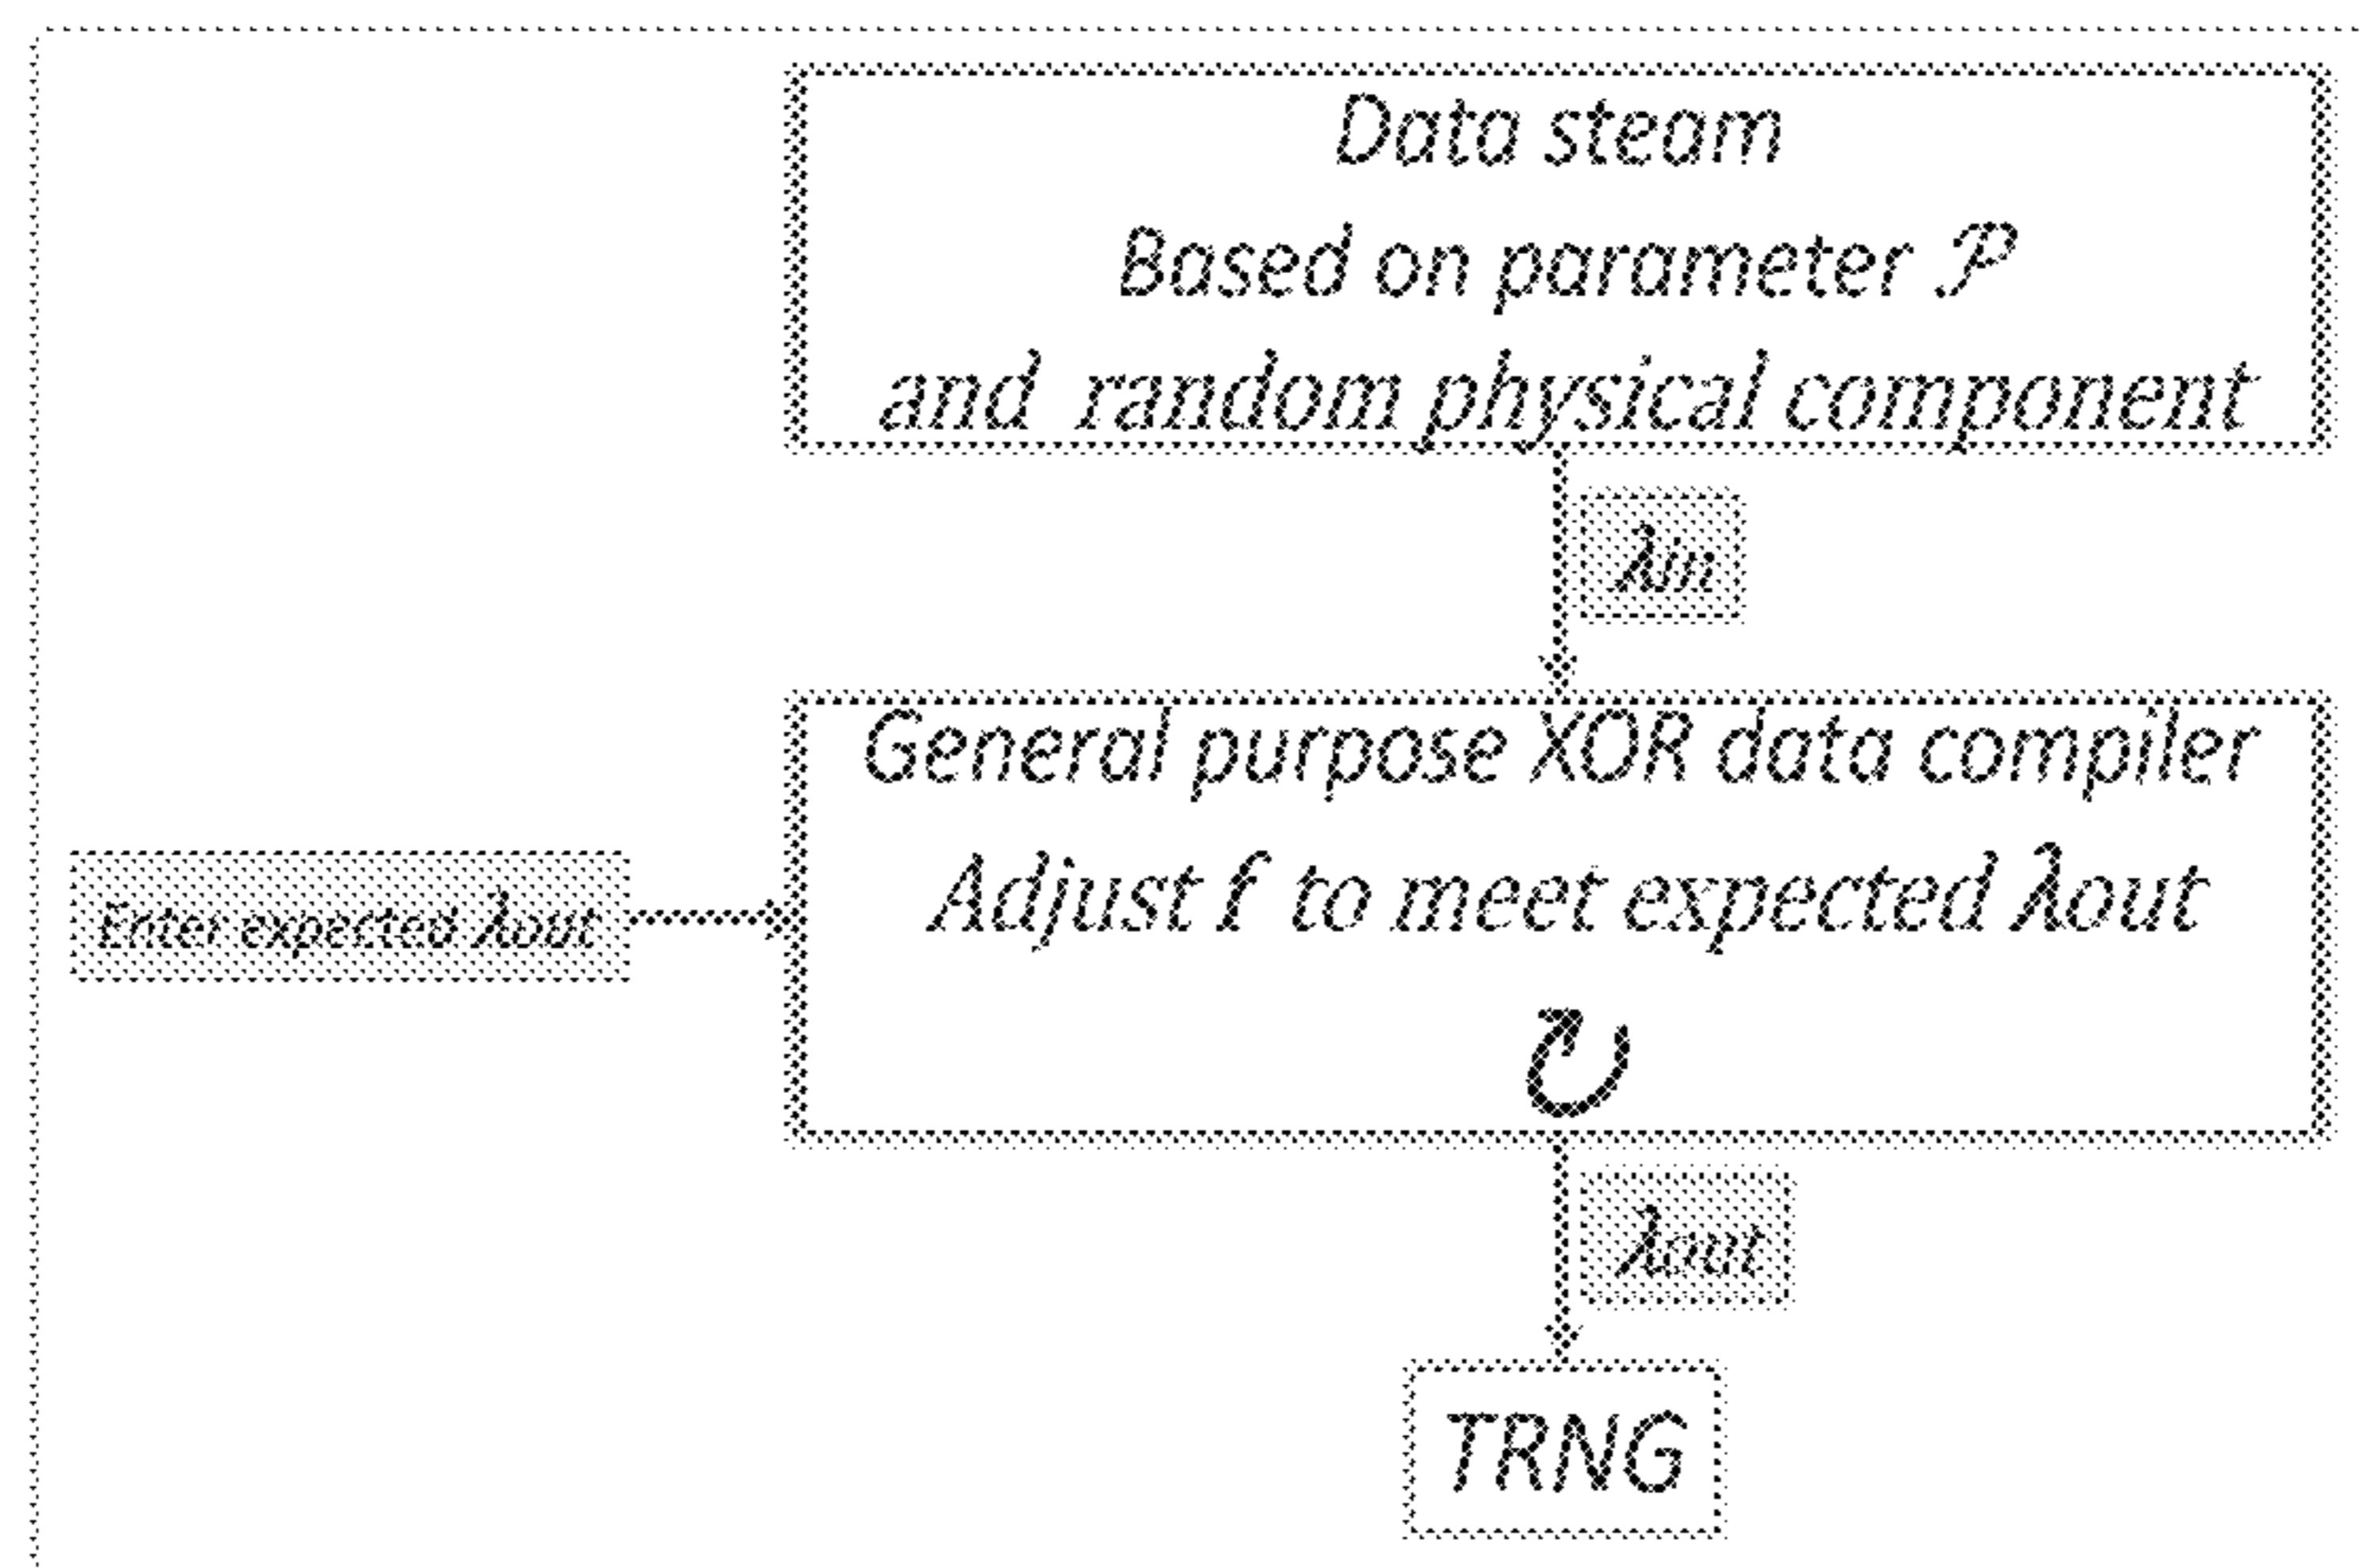 Data steam
Based on parameter 𝒫
and random physical component
λin
General purpose XOR data compiler
Adjust f to meet expected λout
↻
Enter expected λout
λout
TRNG